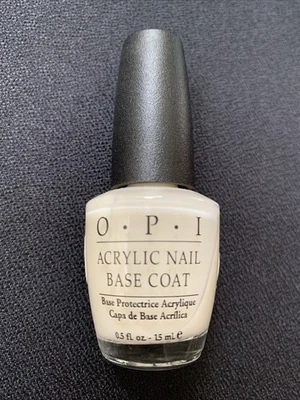 O·P·I
ACRYLIC NAIL
BASE COAT
Base Protectrice Acrylique
Capa de Base Acrílica
0.5 fl. oz. - 15 mL ℮